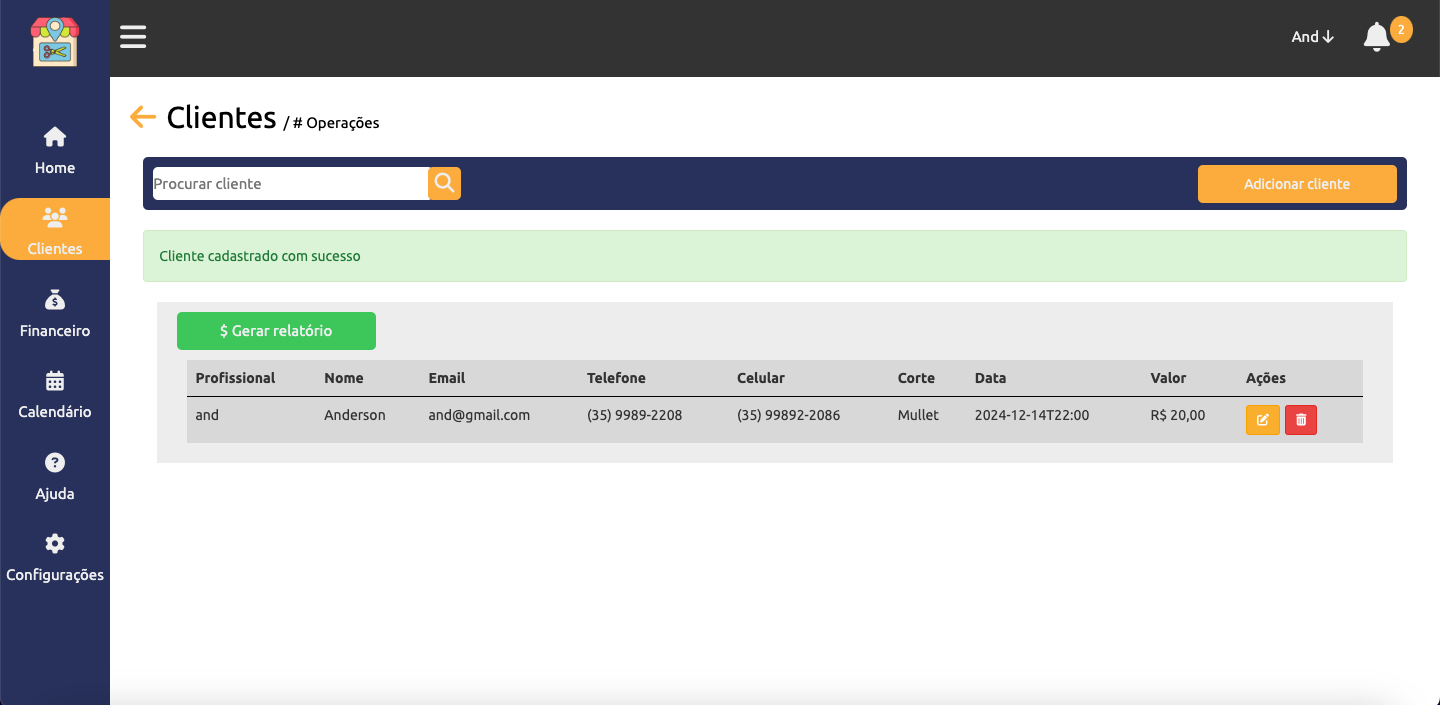 And 2
Clientes / # Operações
Home
Clientes
Financeiro
Calendário
Ajuda
Configurações
Procurar cliente
Adicionar cliente
Cliente cadastrado com sucesso
$ Gerar relatório
Profissional Nome Email Telefone Celular Corte Data Valor Ações
and Anderson and@gmail.com (35) 9989-2208 (35) 99892-2086 Mullet 2024-12-14T22:00 R$ 20,00